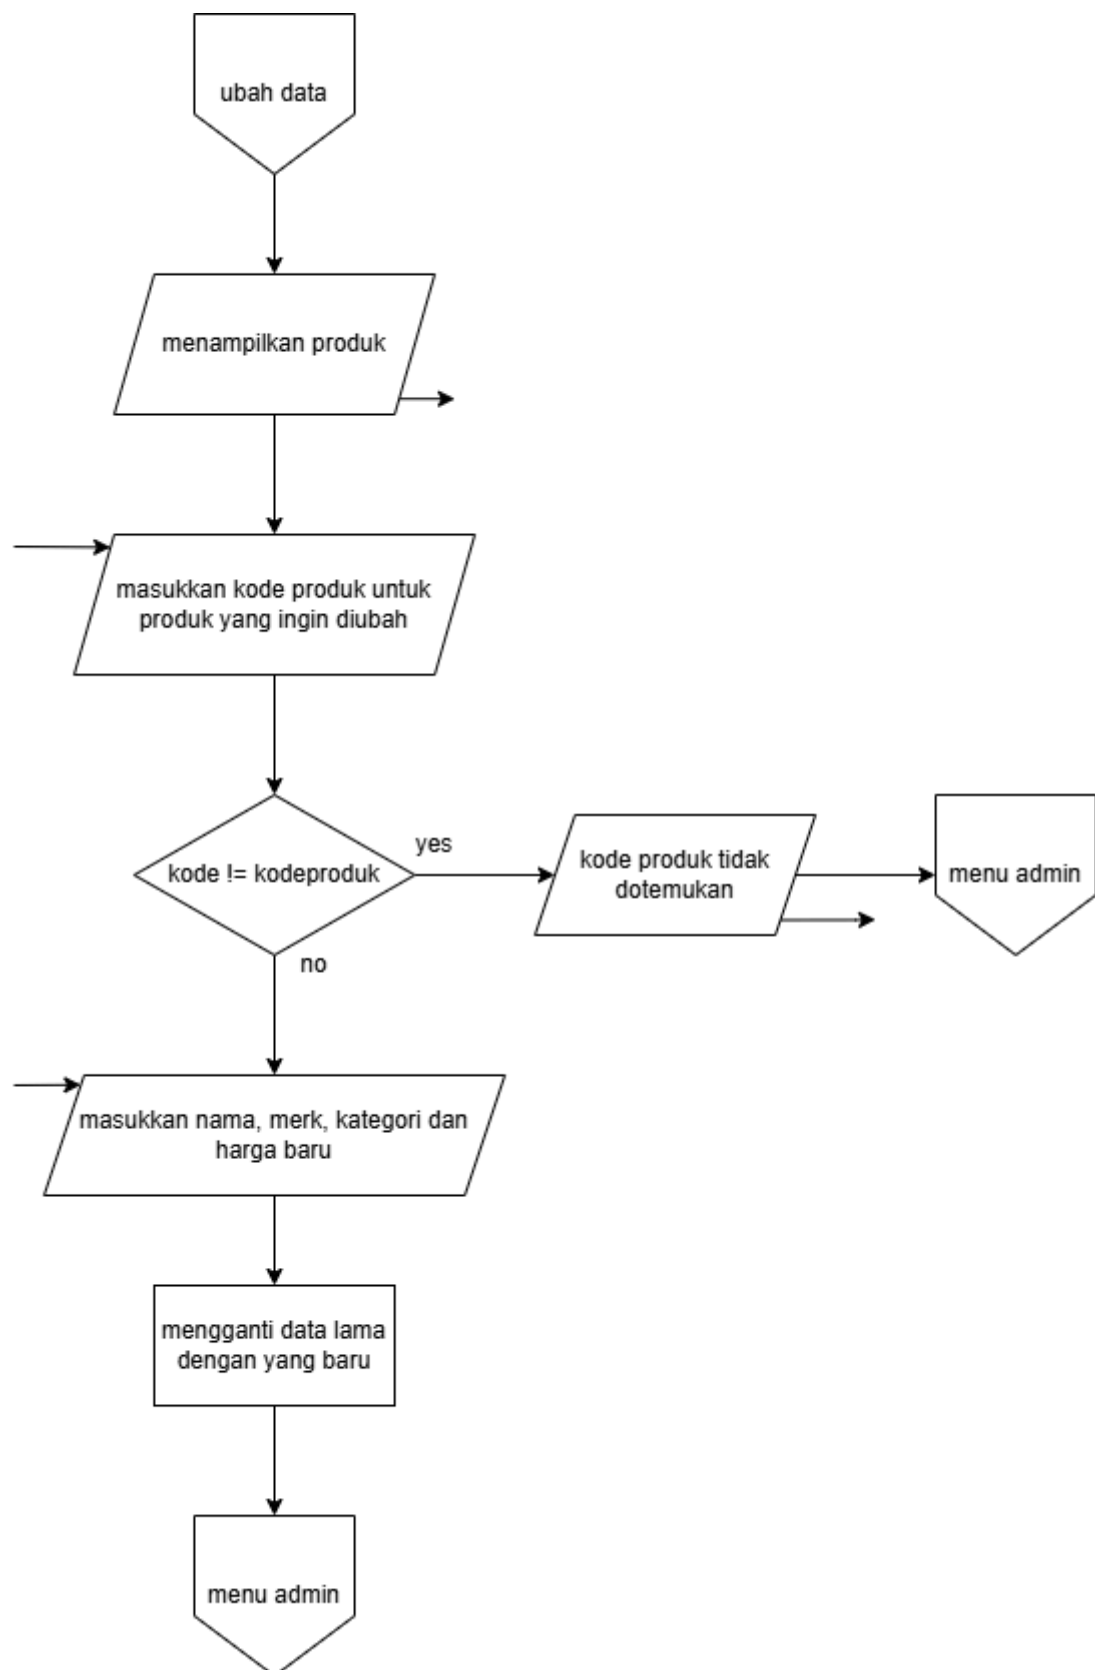 ubah data
menampilkan produk
masukkan kode produk untuk
produk yang ingin diubah
kode != kodeproduk
yes
kode produk tidak
dotemukan
menu admin
no
masukkan nama, merk, kategori dan
harga baru
mengganti data lama
dengan yang baru
menu admin